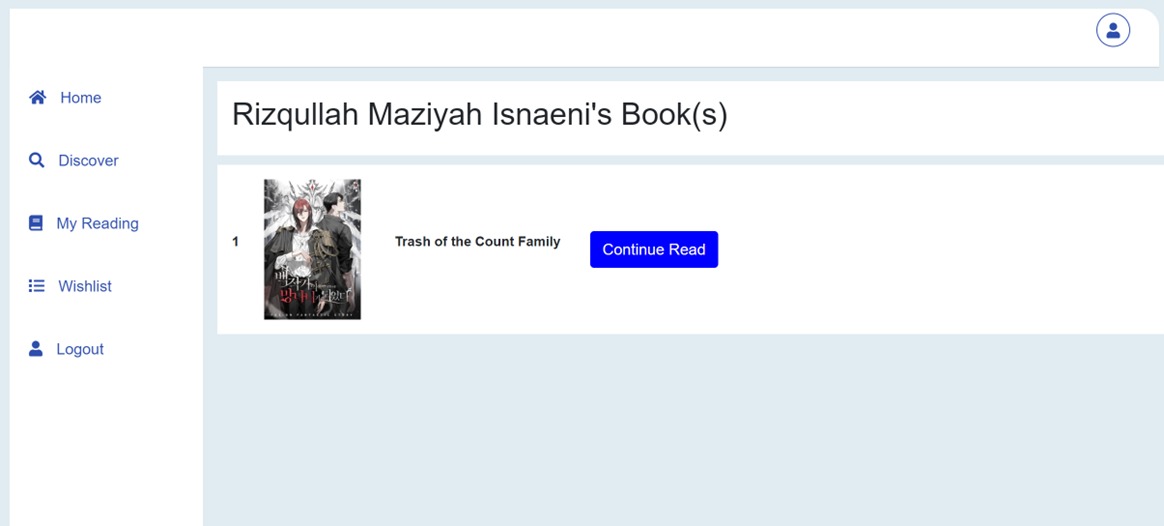 Home
Discover
My Reading
Wishlist
Logout
Rizqullah Maziyah Isnaeni's Book(s)
1
Trash of the Count Family
Continue Read